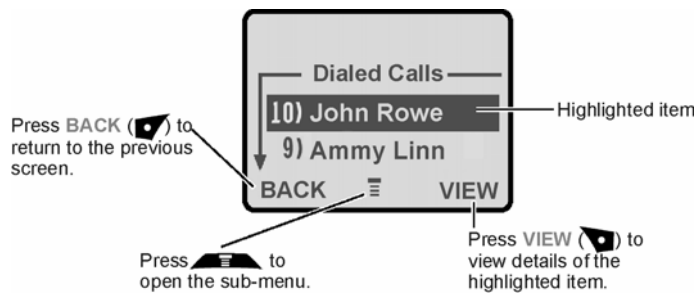 Dialed Calls
10) John Rowe
Highlighted item
9) Ammy Linn
BACK
VIEW
Press BACK ( ) to
return to the previous
screen.
Press to
open the sub-menu.
Press VIEW ( ) to
view details of the
highlighted item.